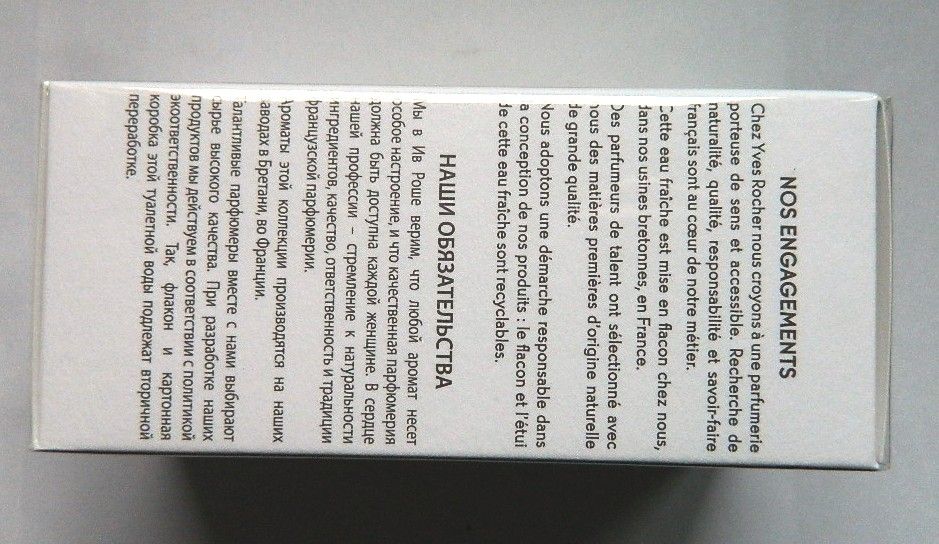 NOS ENGAGEMENTS
Chez Yves Rocher nous croyons à une parfumerie
porteuse de sens et accessible. Recherche de
naturalité, qualité, responsabilité et savoir-faire
français sont au cœur de notre métier.
Cette eau fraîche est mise en flacon chez nous,
dans nos usines bretonnes, en France.
Des parfumeurs de talent ont sélectionné avec
nous des matières premières d'origine naturelle
de grande qualité.
Nous adoptons une démarche responsable dans
la conception de nos produits : le flacon et l'étui
de cette eau fraîche sont recyclables.
НАШИ ОБЯЗАТЕЛЬСТВА
Мы в Ив Роше верим, что любой аромат несет
особое настроение, и что качественная парфюмерия
должна быть доступна каждой женщине. В сердце
нашей профессии – стремление к натуральности
ингредиентов, качество, ответственность и традиции
французской парфюмерии.
Ароматы этой коллекции производятся на наших
заводах в Бретани, во Франции.
Талантливые парфюмеры вместе с нами выбирают
сырье высокого качества. При разработке наших
продуктов мы действуем в соответствии с политикой
экоответственности. Так, флакон и картонная
коробка этой туалетной воды подлежат вторичной
переработке.